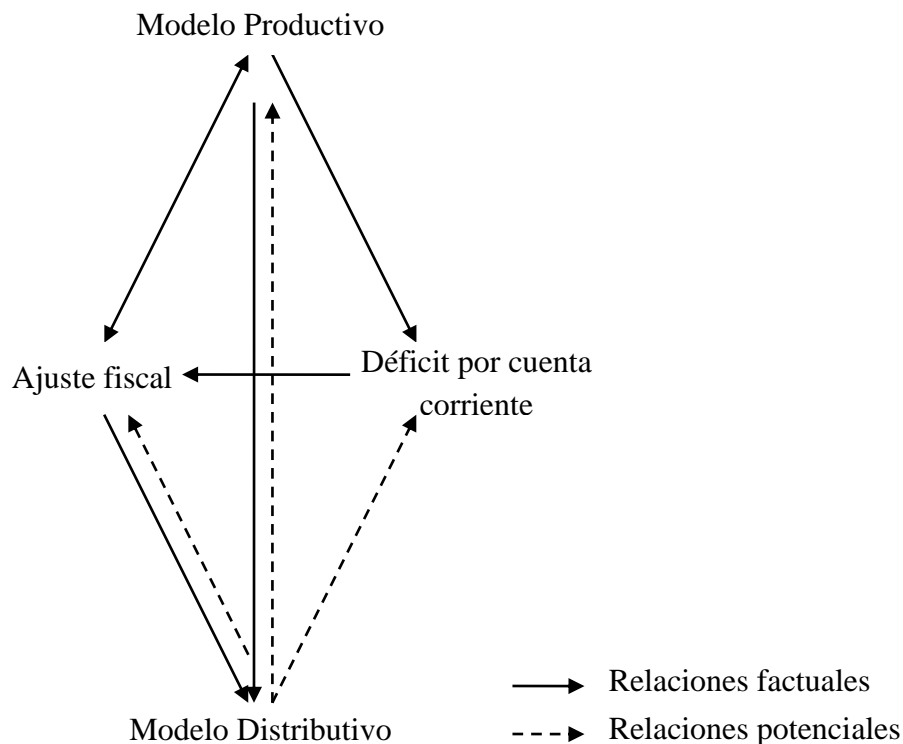 Modelo Productivo
Ajuste fiscal
Déficit por cuenta
corriente
Modelo Distributivo
Relaciones factuales
Relaciones potenciales